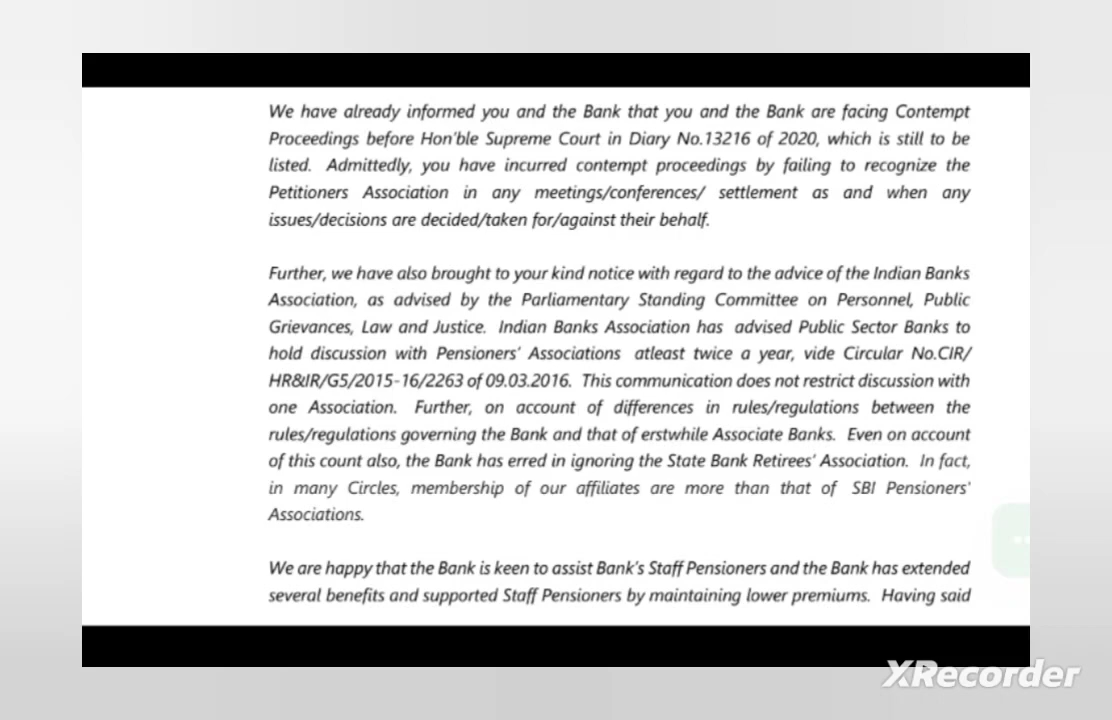 We have already informed you and the Bank that you and the Bank are facing Contempt
Proceedings before Hon'ble Supreme Court in Diary No.13216 of 2020, which is still to be
listed. Admittedly, you have incurred contempt proceedings by failing to recognize the
Petitioners Association in any meetings/conferences/ settlement as and when any
issues/decisions are decided/taken for/against their behalf.
Further, we have also brought to your kind notice with regard to the advice of the Indian Banks
Association, as advised by the Parliamentary Standing Committee on Personnel, Public
Grievances, Law and Justice. Indian Banks Association has advised Public Sector Banks to
hold discussion with Pensioners' Associations atleast twice a year, vide Circular No.CIR/
HR&IR/G5/2015-16/2263 of 09.03.2016. This communication does not restrict discussion with
one Association. Further, on account of differences in rules/regulations between the
rules/regulations governing the Bank and that of erstwhile Associate Banks. Even on account
of this count also, the Bank has erred in ignoring the State Bank Retirees' Association. In fact,
in many Circles, membership of our affiliates are more than that of SBI Pensioners'
Associations.
We are happy that the Bank is keen to assist Bank's Staff Pensioners and the Bank has extended
several benefits and supported Staff Pensioners by maintaining lower premiums. Having said
XRecorder